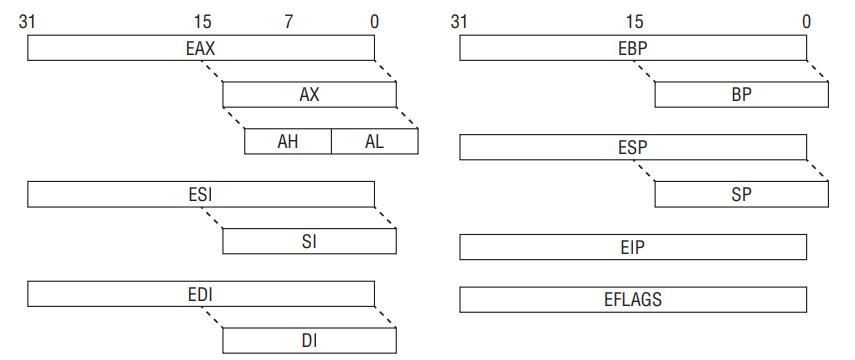 31 15 7 0
EAX
AX
AH AL
ESI
SI
EDI
DI
31 15 0
EBP
BP
ESP
SP
EIP
EFLAGS